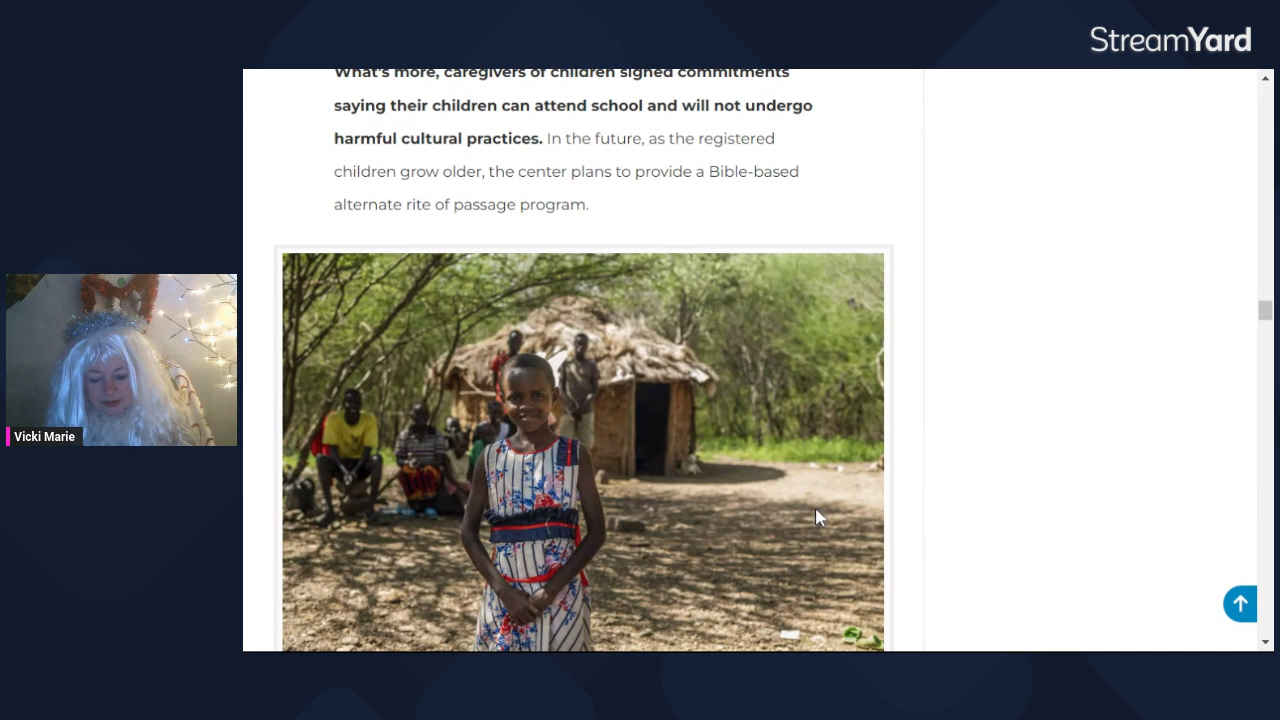 StreamYard
What's more, caregivers of children signed commitments
saying their children can attend school and will not undergo
harmful cultural practices. In the future, as the registered
children grow older, the center plans to provide a Bible-based
alternate rite of passage program.
Vicki Marie